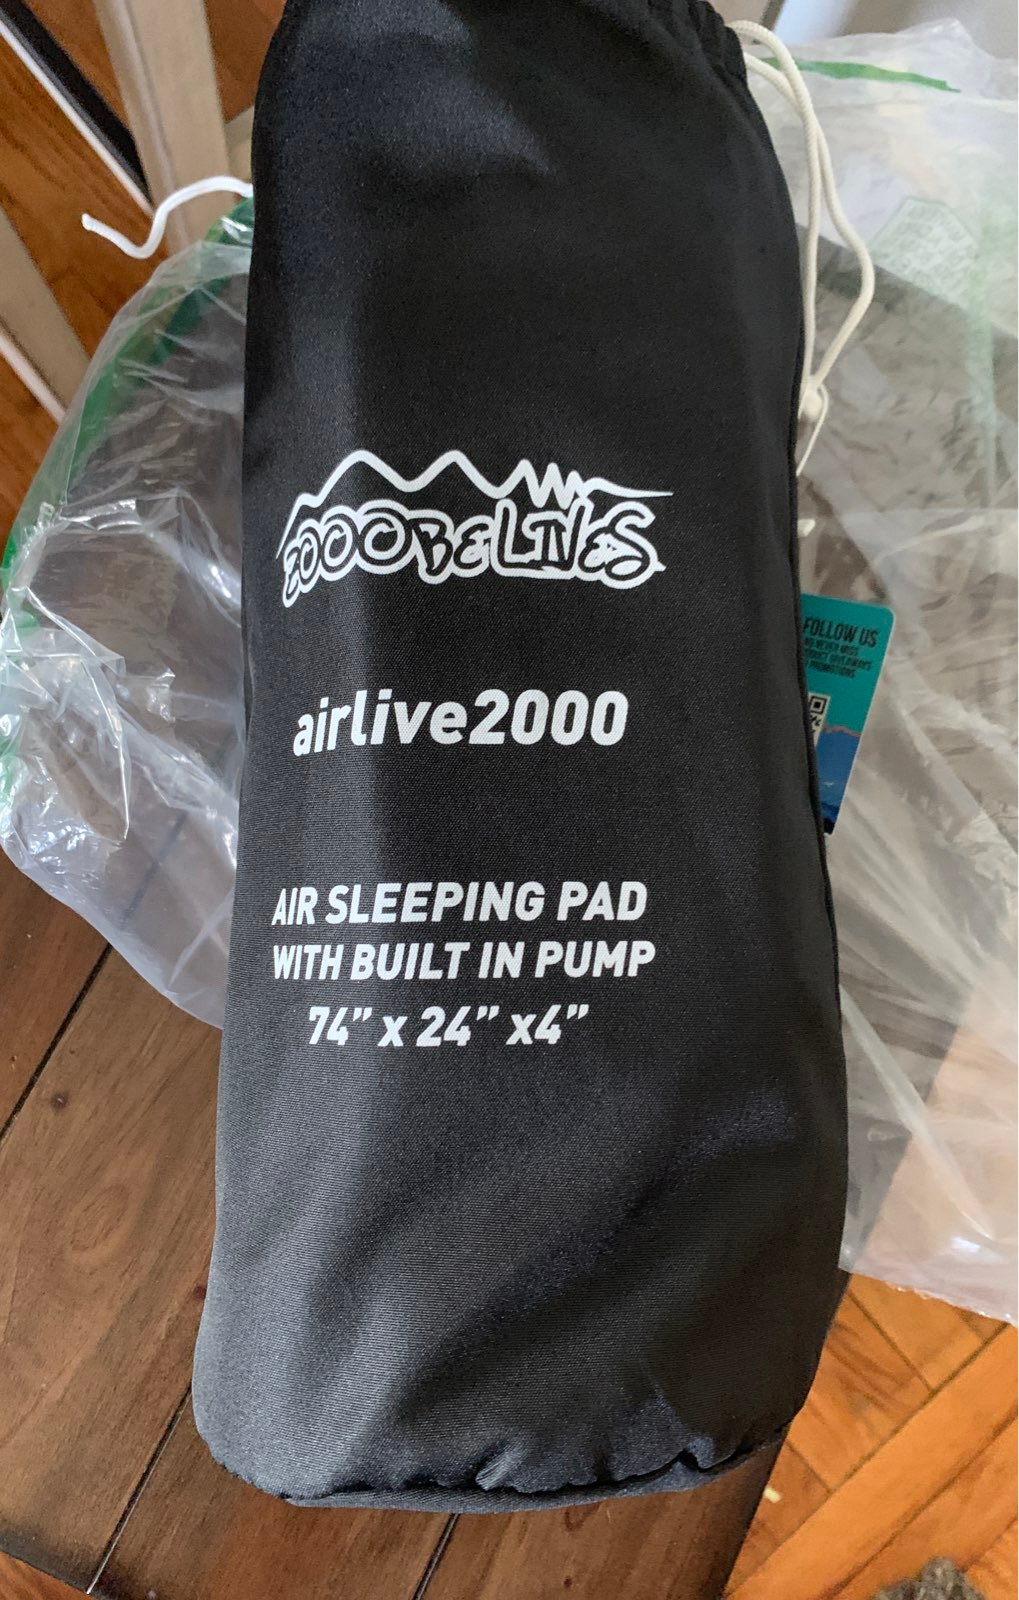 ZOOOBELIVES
airlive2000
AIR SLEEPING PAD
WITH BUILT IN PUMP
74” x 24” x4”
FOLLOW US